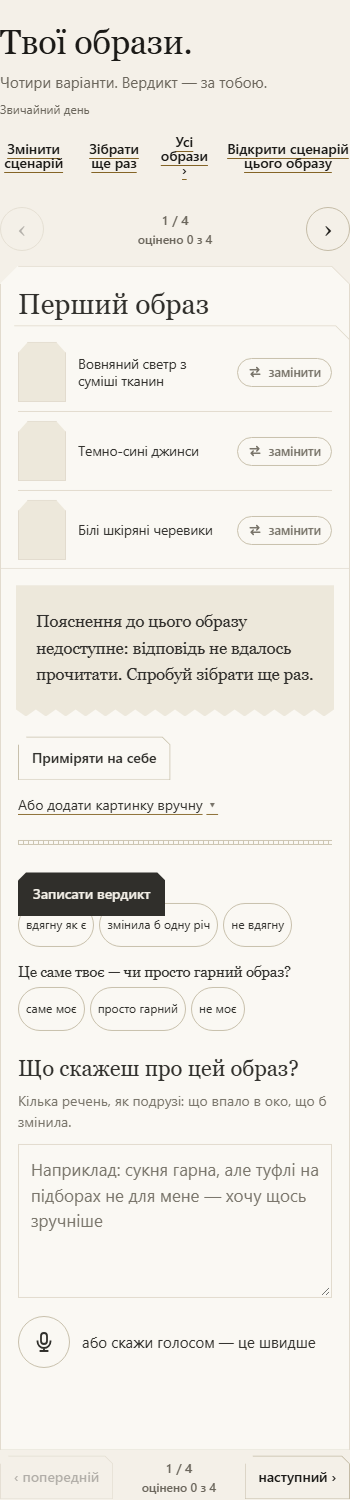 Твої образи.
Чотири варіанти. Вердикт — за тобою.
Звичайний день
Змінити сценарій
Зібрати ще раз
Усі образи ›
Відкрити сценарій цього образу
‹
1 / 4
оцінено 0 з 4
›
Перший образ
Вовняний светр з
суміші тканин
⇄ замінити
Темно-сині джинси
⇄ замінити
Білі шкіряні черевики
⇄ замінити
Пояснення до цього образу
недоступне: відповідь не вдалось
прочитати. Спробуй зібрати ще раз.
Приміряти на себе
Або додати картинку вручну ▾
Записати вердикт
вдягну як є
змінила б одну річ
не вдягну
Це саме твоє — чи просто гарний образ?
саме моє
просто гарний
не моє
Що скажеш про цей образ?
Кілька речень, як подрузі: що впало в око, що б
змінила.
Наприклад: сукня гарна, але туфлі на
підборах не для мене — хочу щось
зручніше
або скажи голосом — це швидше
‹ попередній
1 / 4
оцінено 0 з 4
наступний ›